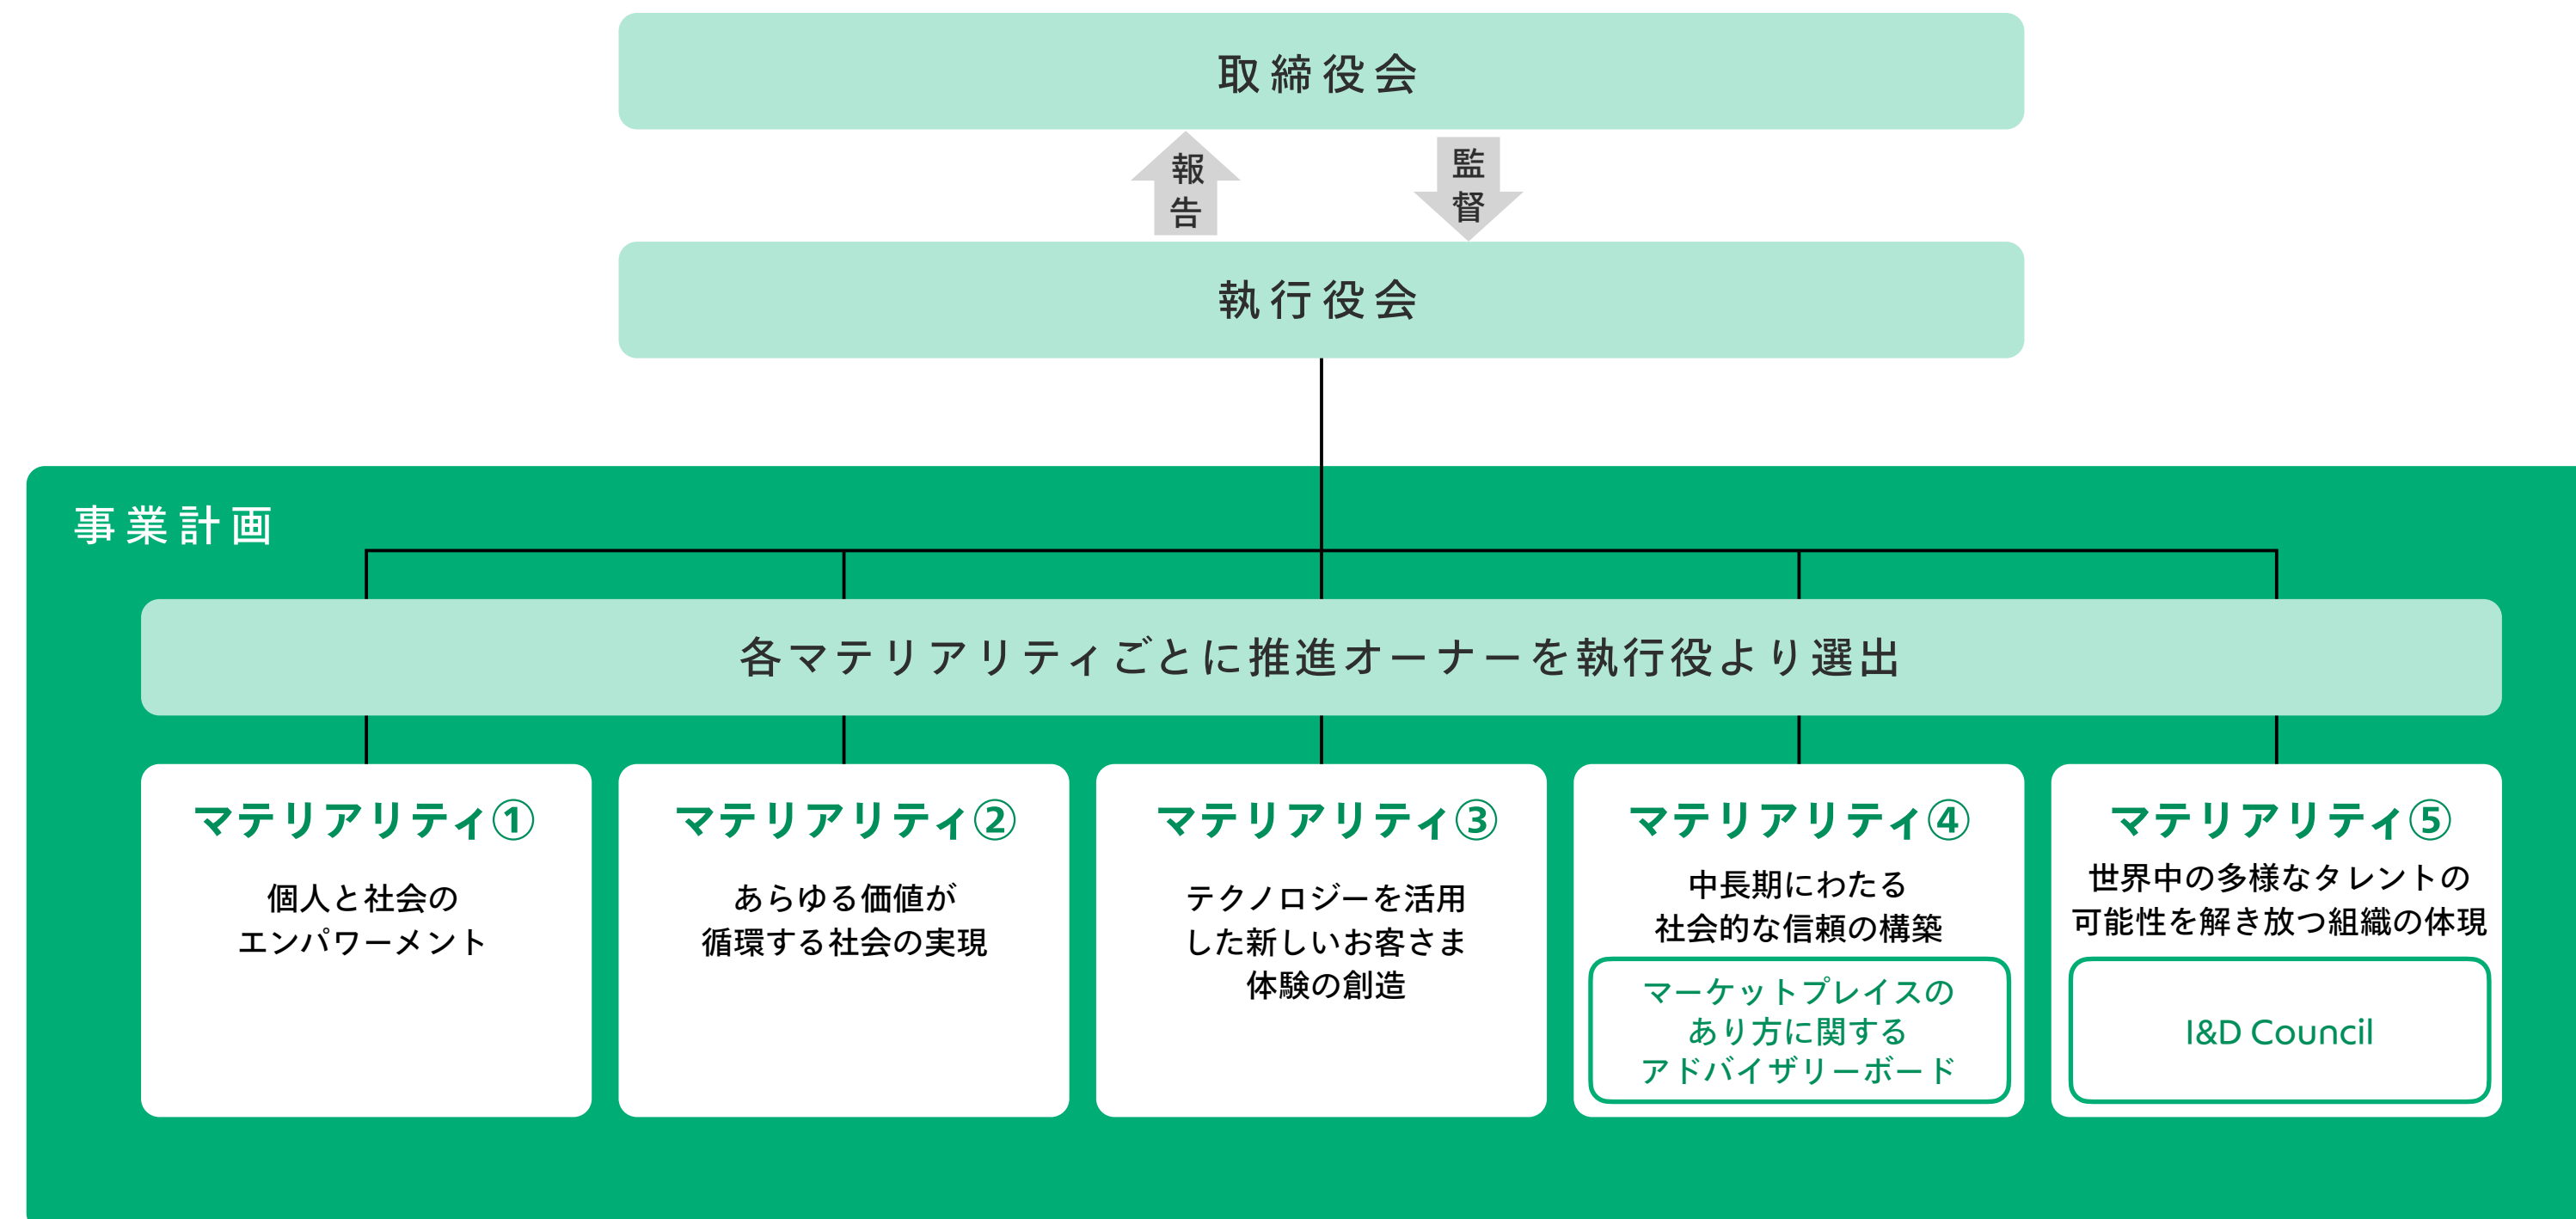 取締役会
報告
監督
執行役会
事業計画
各マテリアリティごとに推進オーナーを執行役より選出
マテリアリティ①
個人と社会の
エンパワーメント
マテリアリティ②
あらゆる価値が
循環する社会の実現
マテリアリティ③
テクノロジーを活用
した新しいお客さま
体験の創造
マテリアリティ④
中長期にわたる
社会的な信頼の構築
マーケットプレイスの
あり方に関する
アドバイザリーボード
マテリアリティ⑤
世界中の多様なタレントの
可能性を解き放つ組織の体現
I&D Council